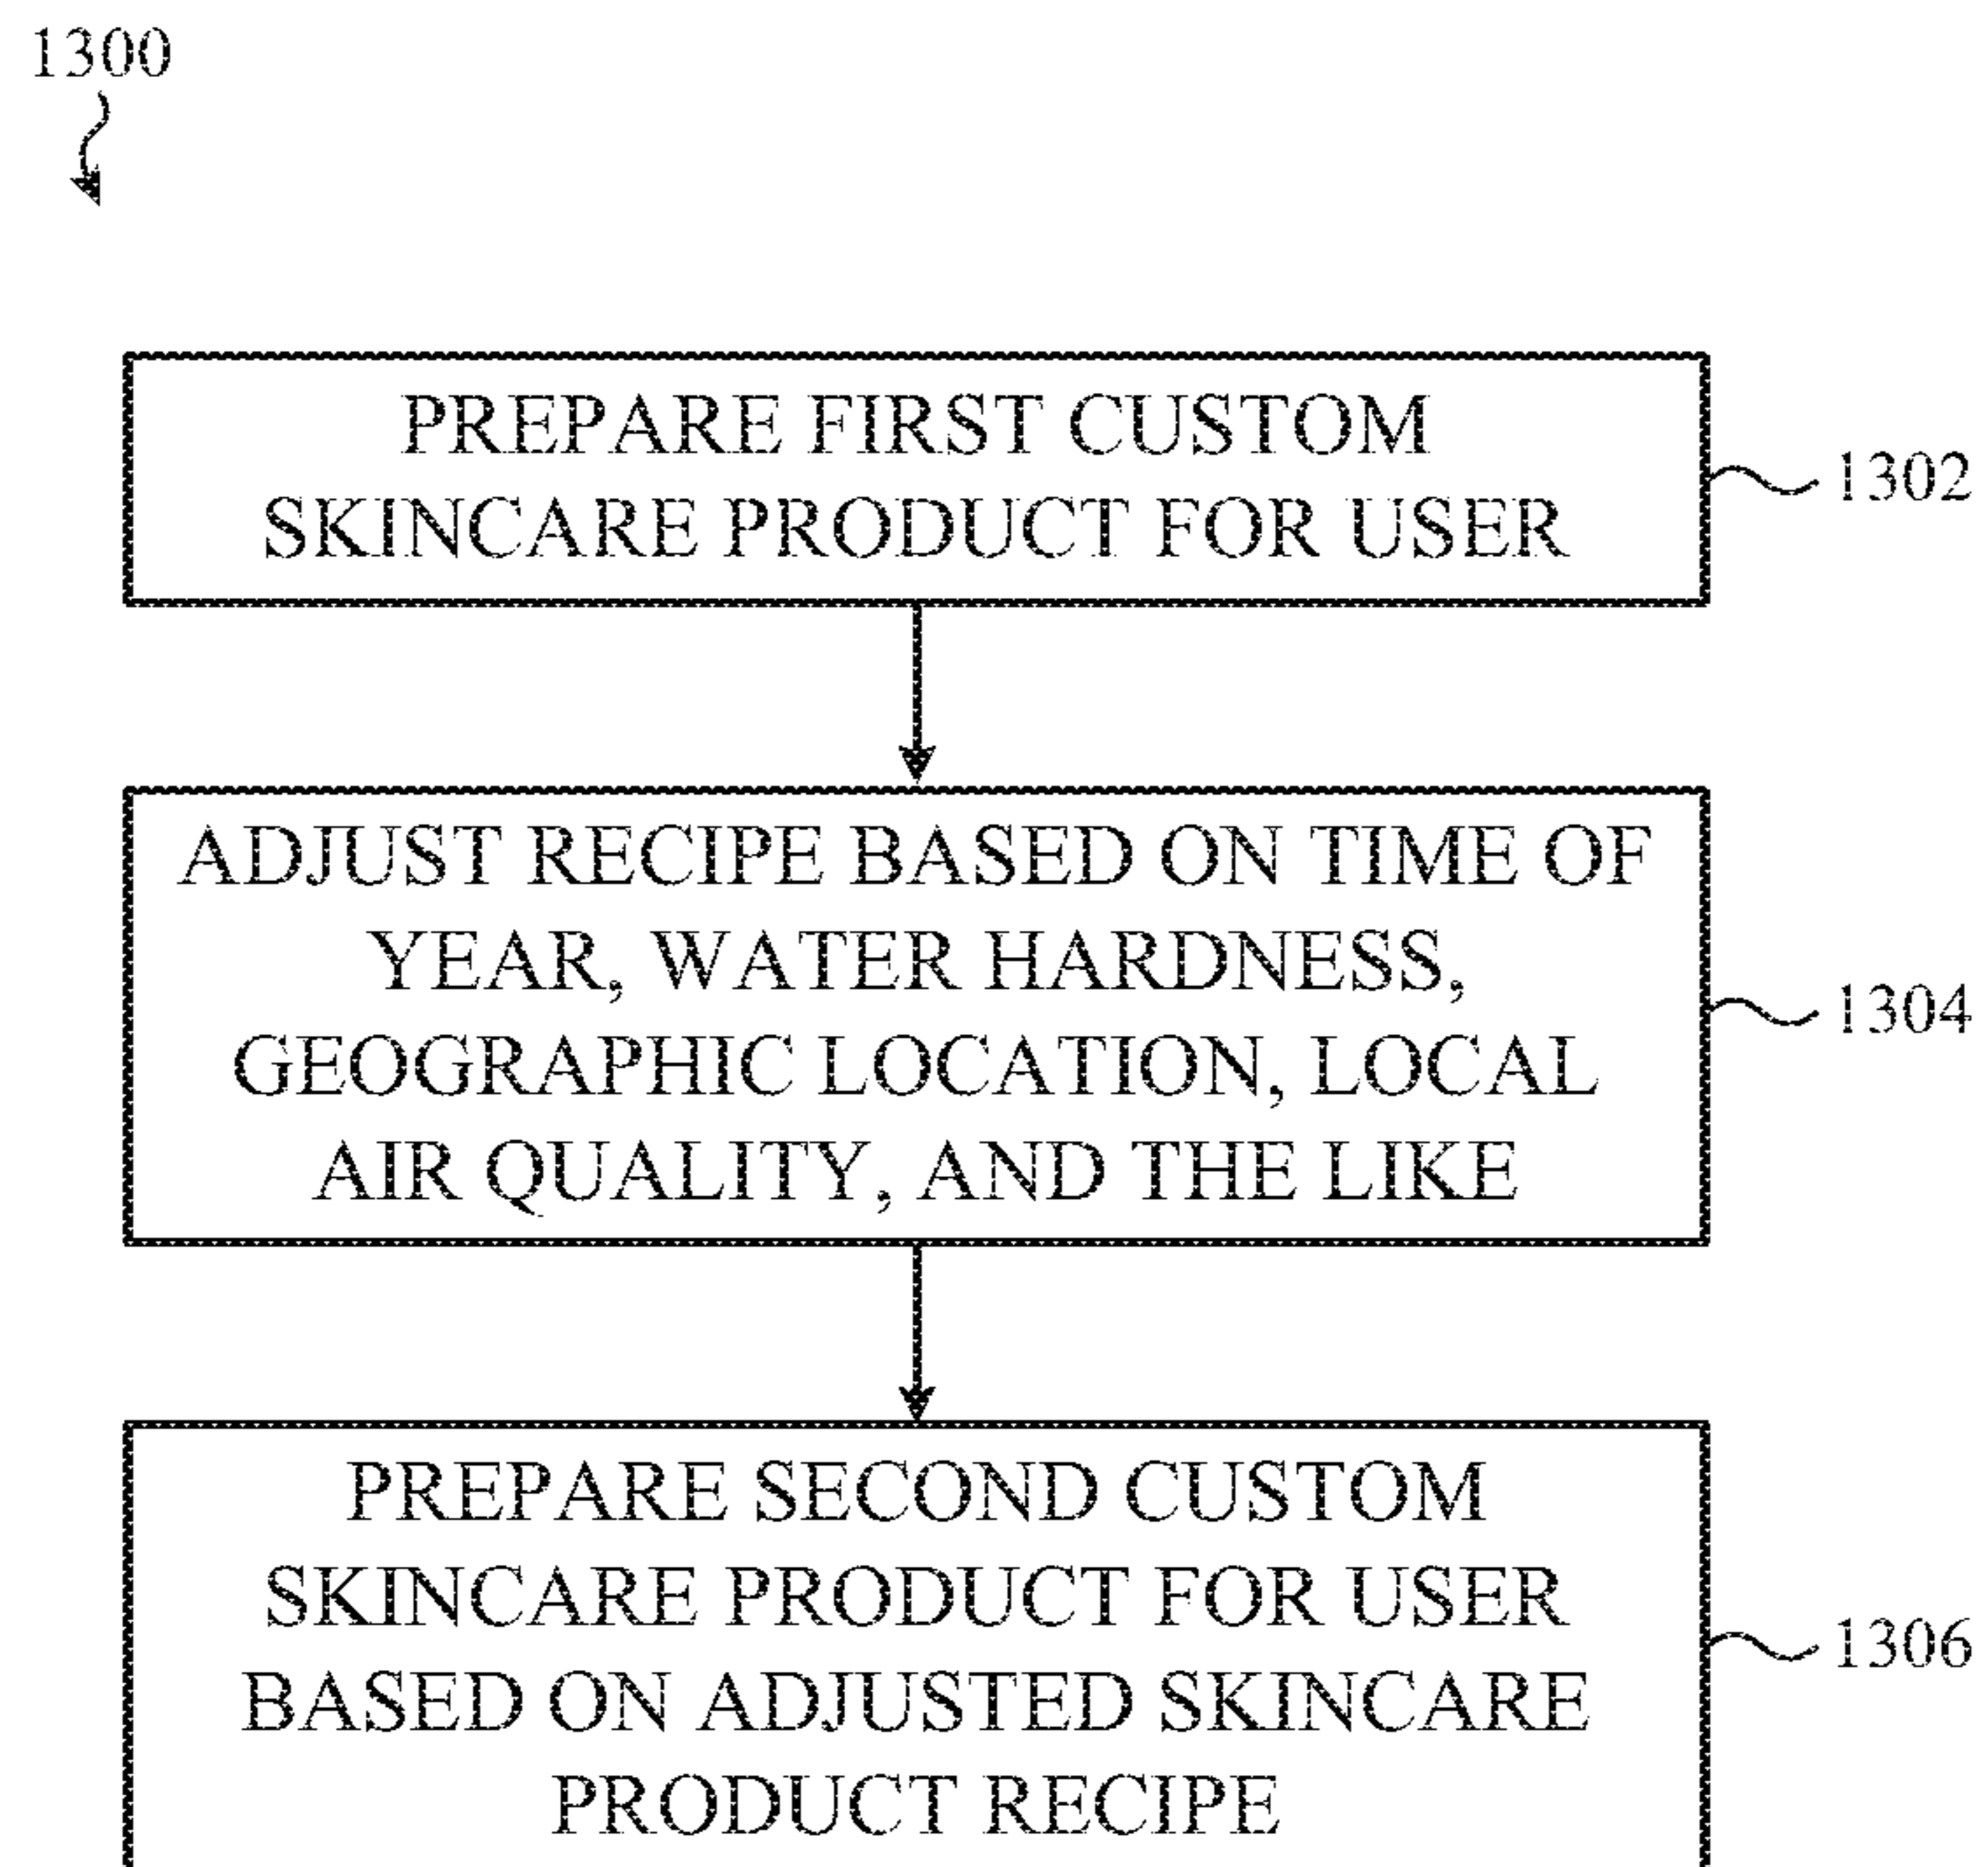 1300
PREPARE FIRST CUSTOM
SKINCARE PRODUCT FOR USER
1302
ADJUST RECIPE BASED ON TIME OF
YEAR, WATER HARDNESS,
GEOGRAPHIC LOCATION, LOCAL
AIR QUALITY, AND THE LIKE
1304
PREPARE SECOND CUSTOM
SKINCARE PRODUCT FOR USER
BASED ON ADJUSTED SKINCARE
PRODUCT RECIPE
1306